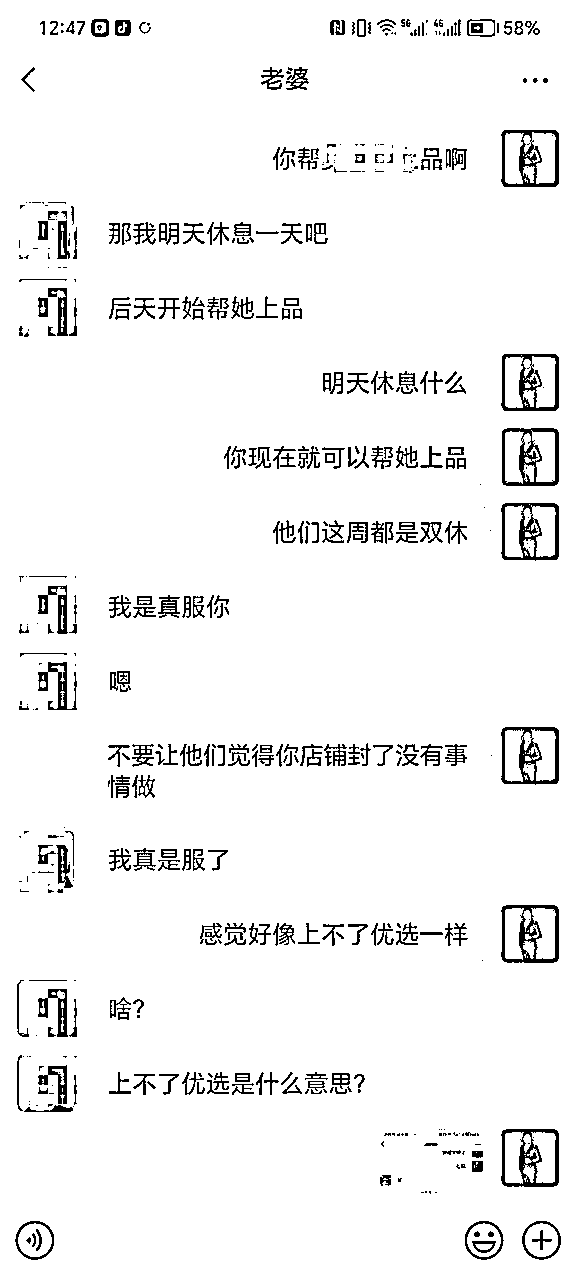 12:47
5G
4G
58%
老婆
你帮 品啊
那我明天休息一天吧
后天开始帮她上品
明天休息什么
你现在就可以帮她上品
他们这周都是双休
我是真服你
嗯
不要让他们觉得你店铺封了没有事
情做
我真是服了
感觉好像上不了优选一样
啥?
上不了优选是什么意思?